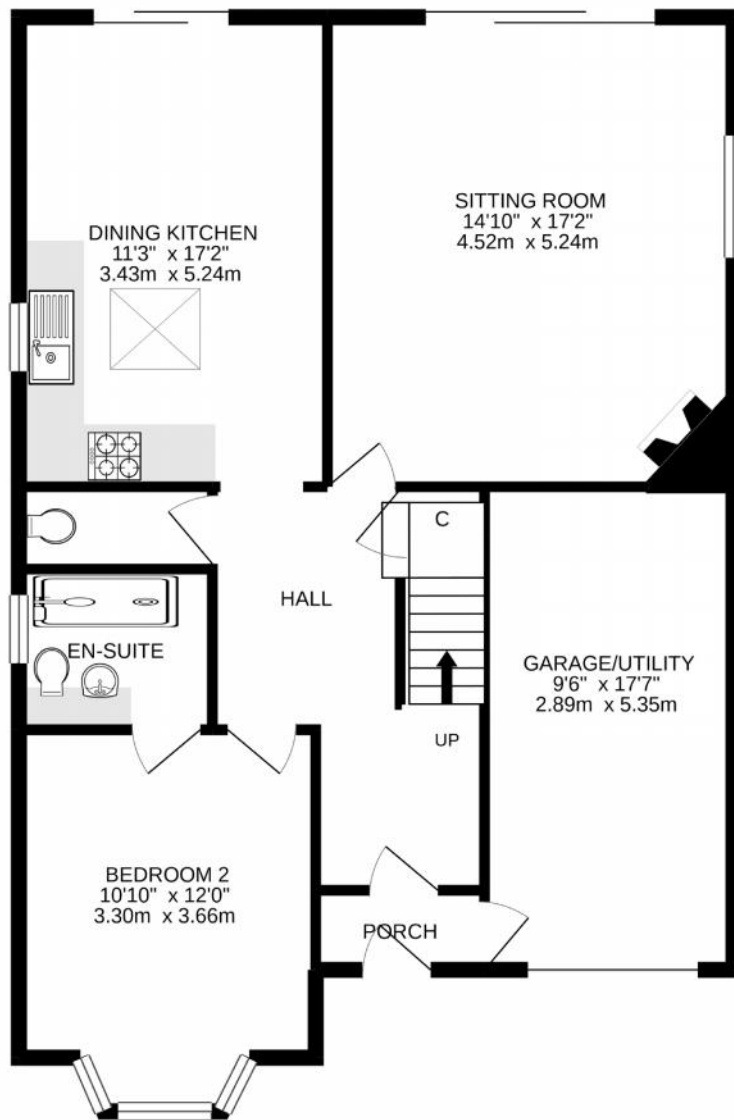 DINING KITCHEN
11'3" x 17'2"
3.43m x 5.24m
SITTING ROOM
14'10" x 17'2"
4.52m x 5.24m
C
HALL
EN-SUITE
GARAGE/UTILITY
9'6" x 17'7"
2.89m x 5.35m
UP
BEDROOM 2
10'10" x 12'0"
3.30m x 3.66m
PORCH